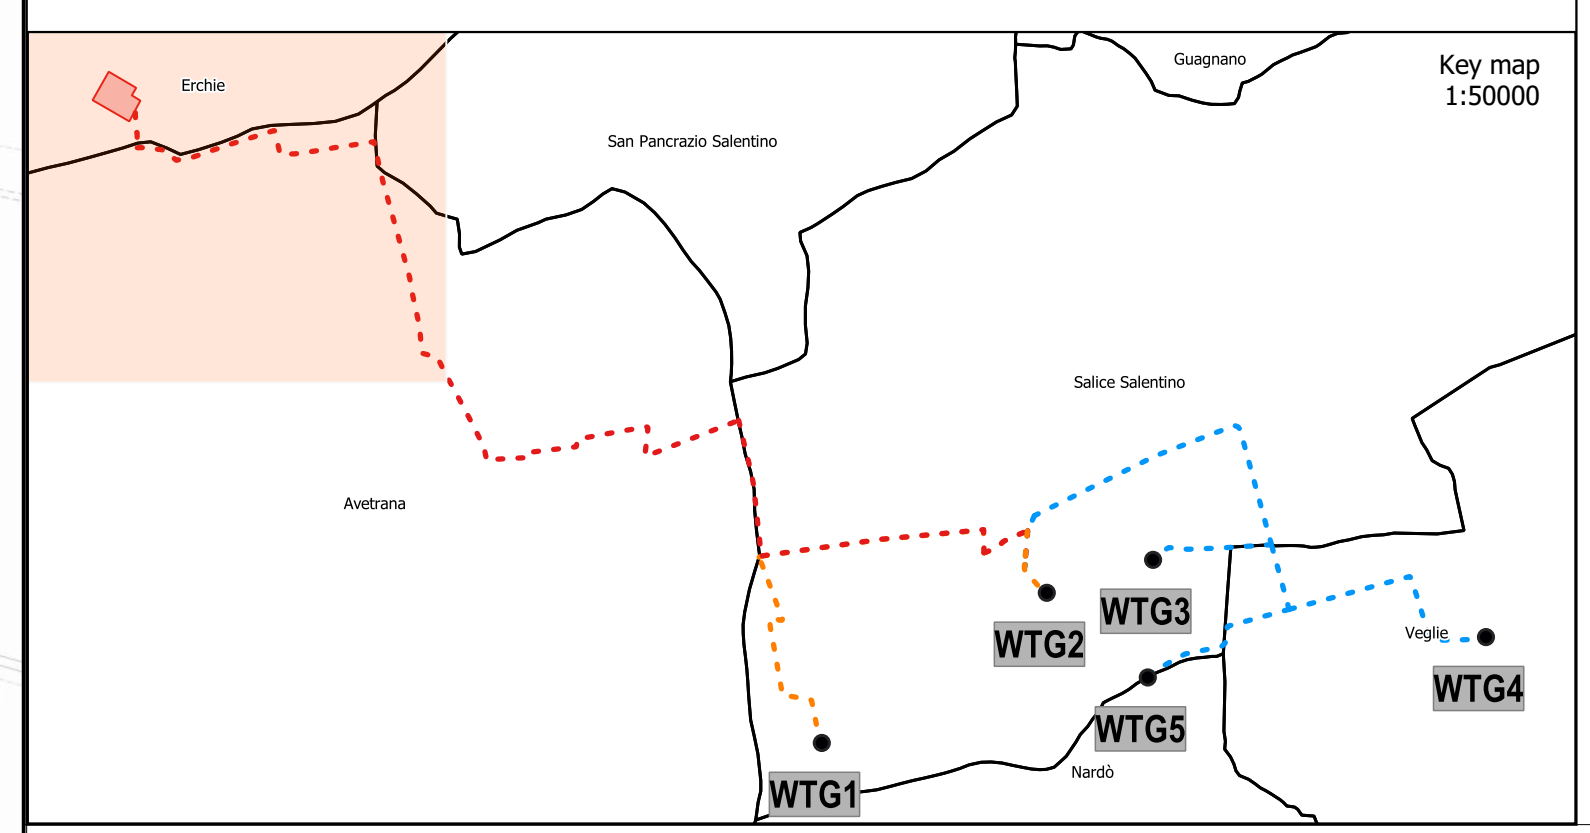 Guagnano
Key map
1:50000
Erchie
San Pancrazio Salentino
Salice Salentino
Avetrana
WTG3
WTG2
Veglie
WTG4
WTG5
Nardò
WTG1